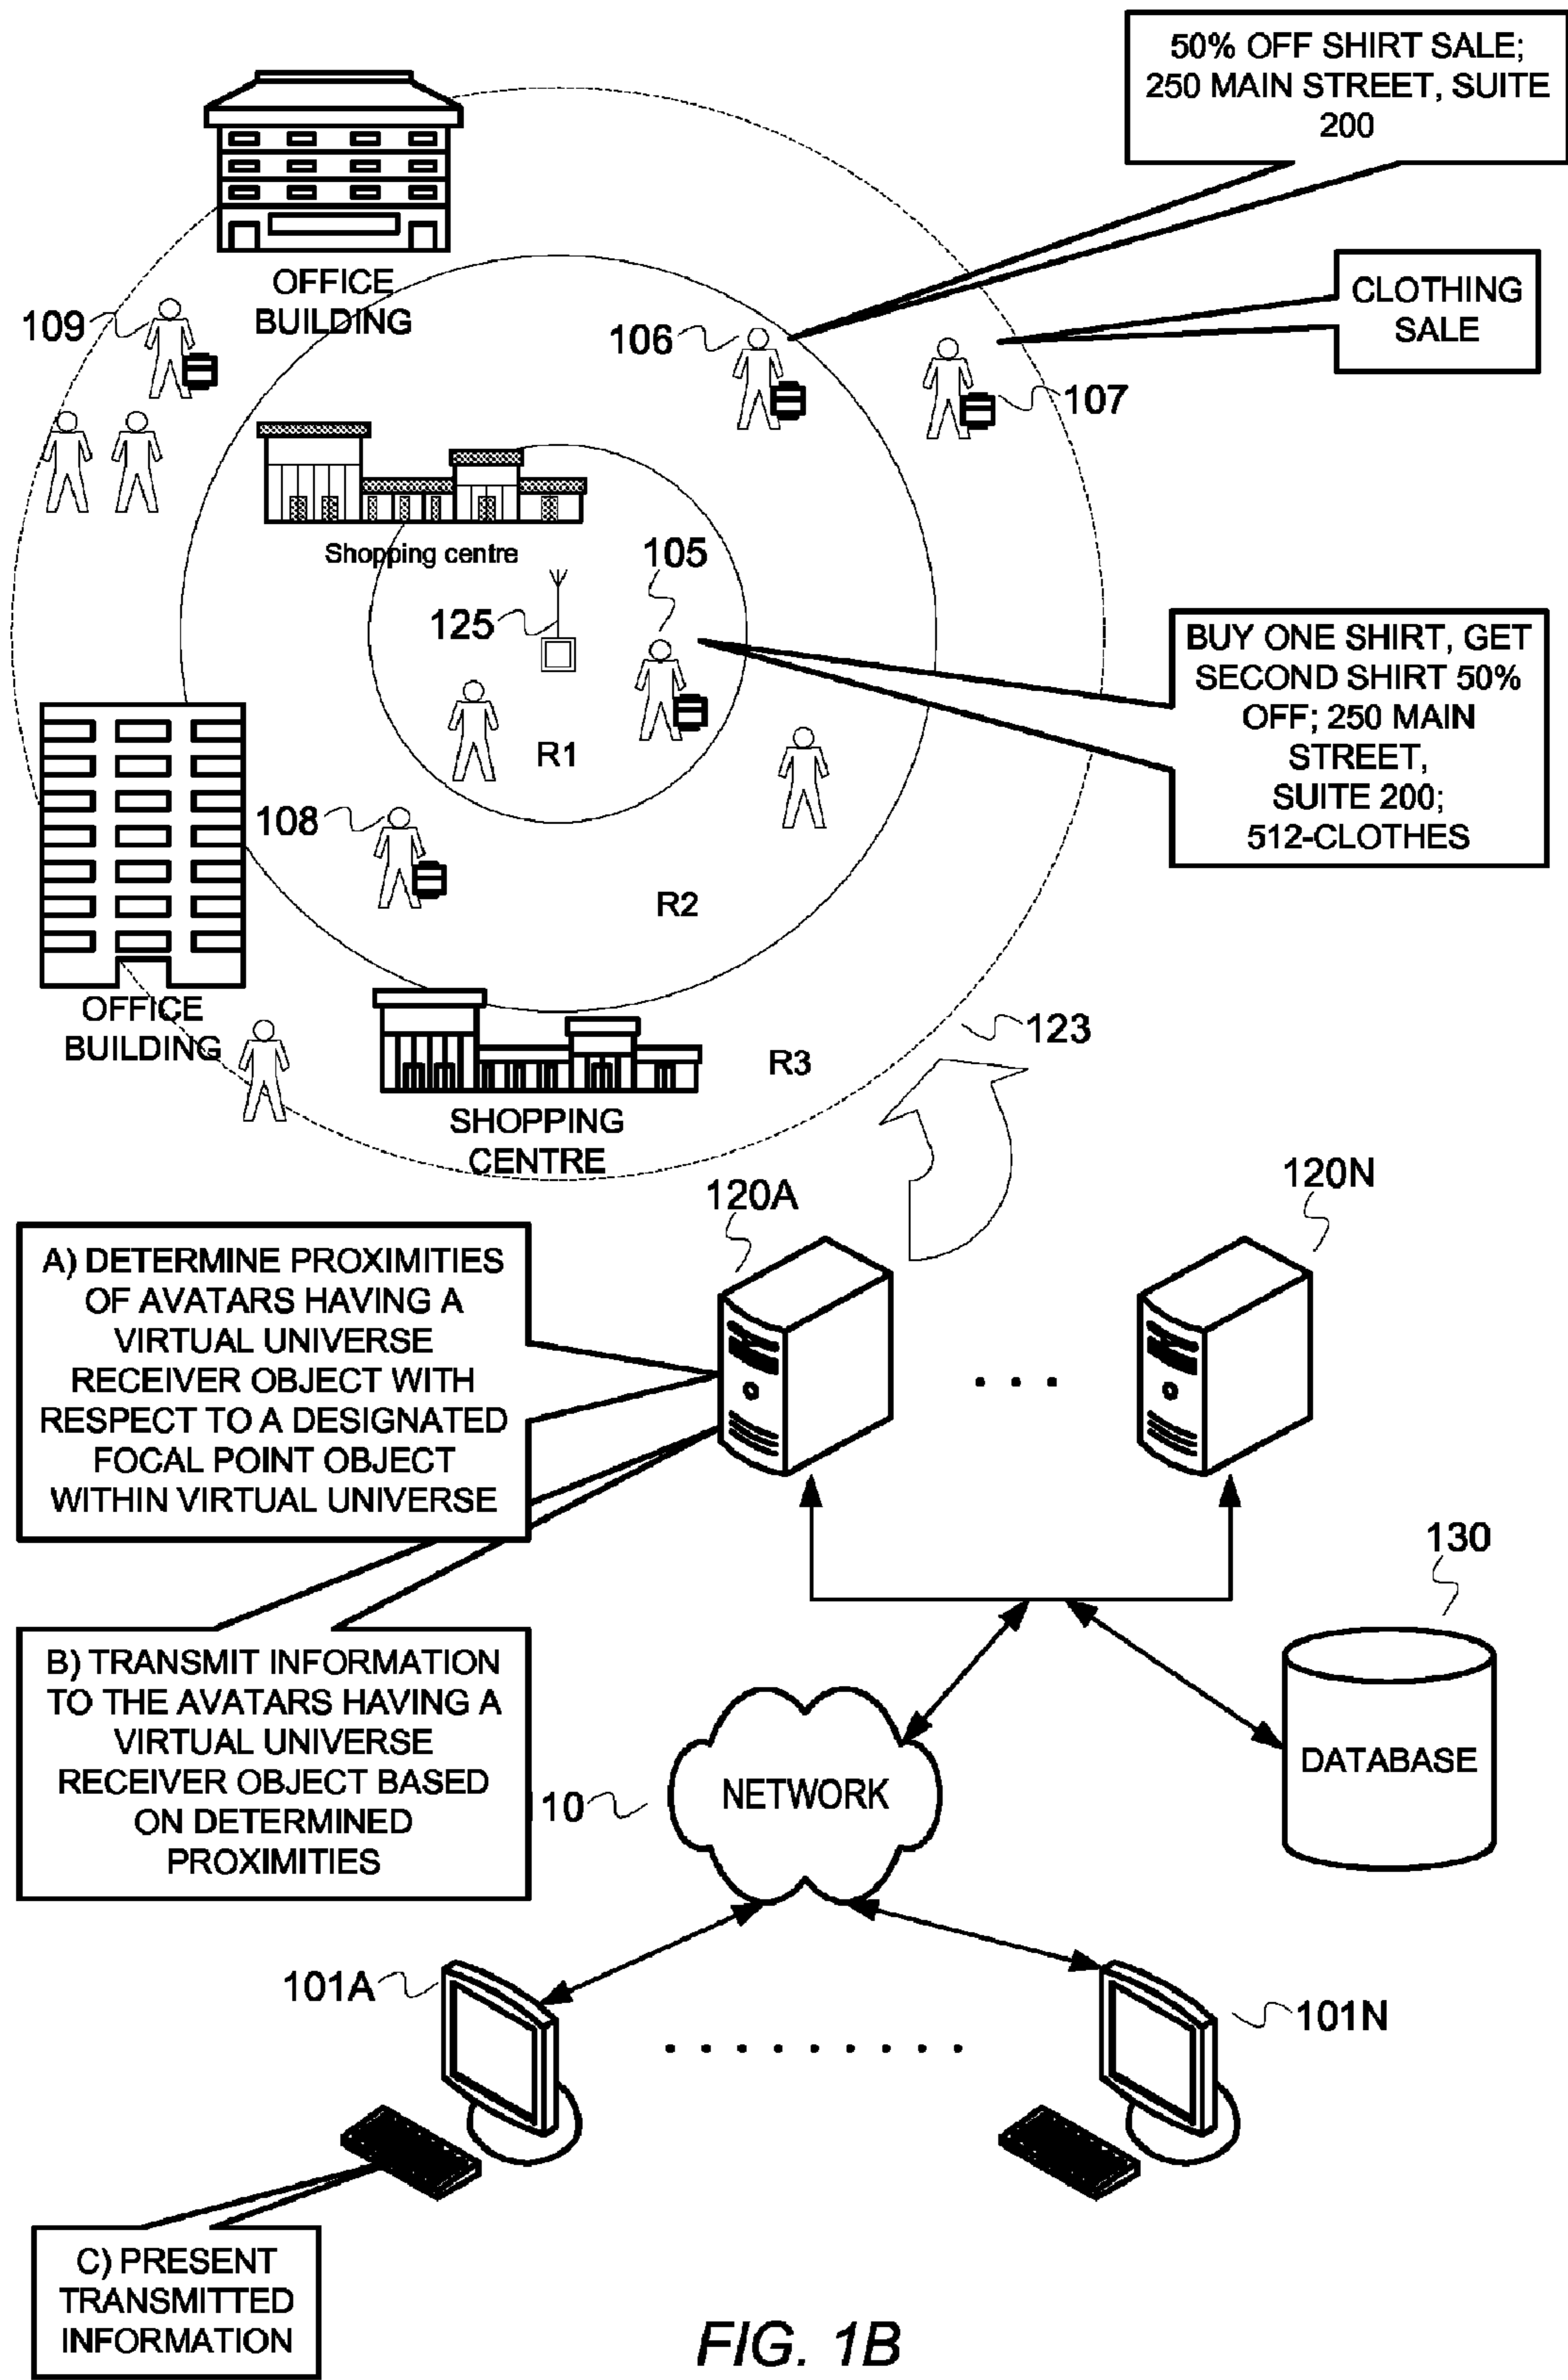 50% OFF SHIRT SALE;
250 MAIN STREET, SUITE
200
OFFICE
BUILDING
109
106
CLOTHING
SALE
107
Shopping centre
105
125
BUY ONE SHIRT, GET
SECOND SHIRT 50%
OFF; 250 MAIN
STREET,
SUITE 200;
512-CLOTHES
R1
108
R2
OFFICE
BUILDING
123
R3
SHOPPING
CENTRE
120A
120N
A) DETERMINE PROXIMITIES
OF AVATARS HAVING A
VIRTUAL UNIVERSE
RECEIVER OBJECT WITH
RESPECT TO A DESIGNATED
FOCAL POINT OBJECT
WITHIN VIRTUAL UNIVERSE
130
B) TRANSMIT INFORMATION
TO THE AVATARS HAVING A
VIRTUAL UNIVERSE
RECEIVER OBJECT BASED
ON DETERMINED
PROXIMITIES
DATABASE
NETWORK
110
101A
101N
C) PRESENT
TRANSMITTED
INFORMATION
FIG. 1B